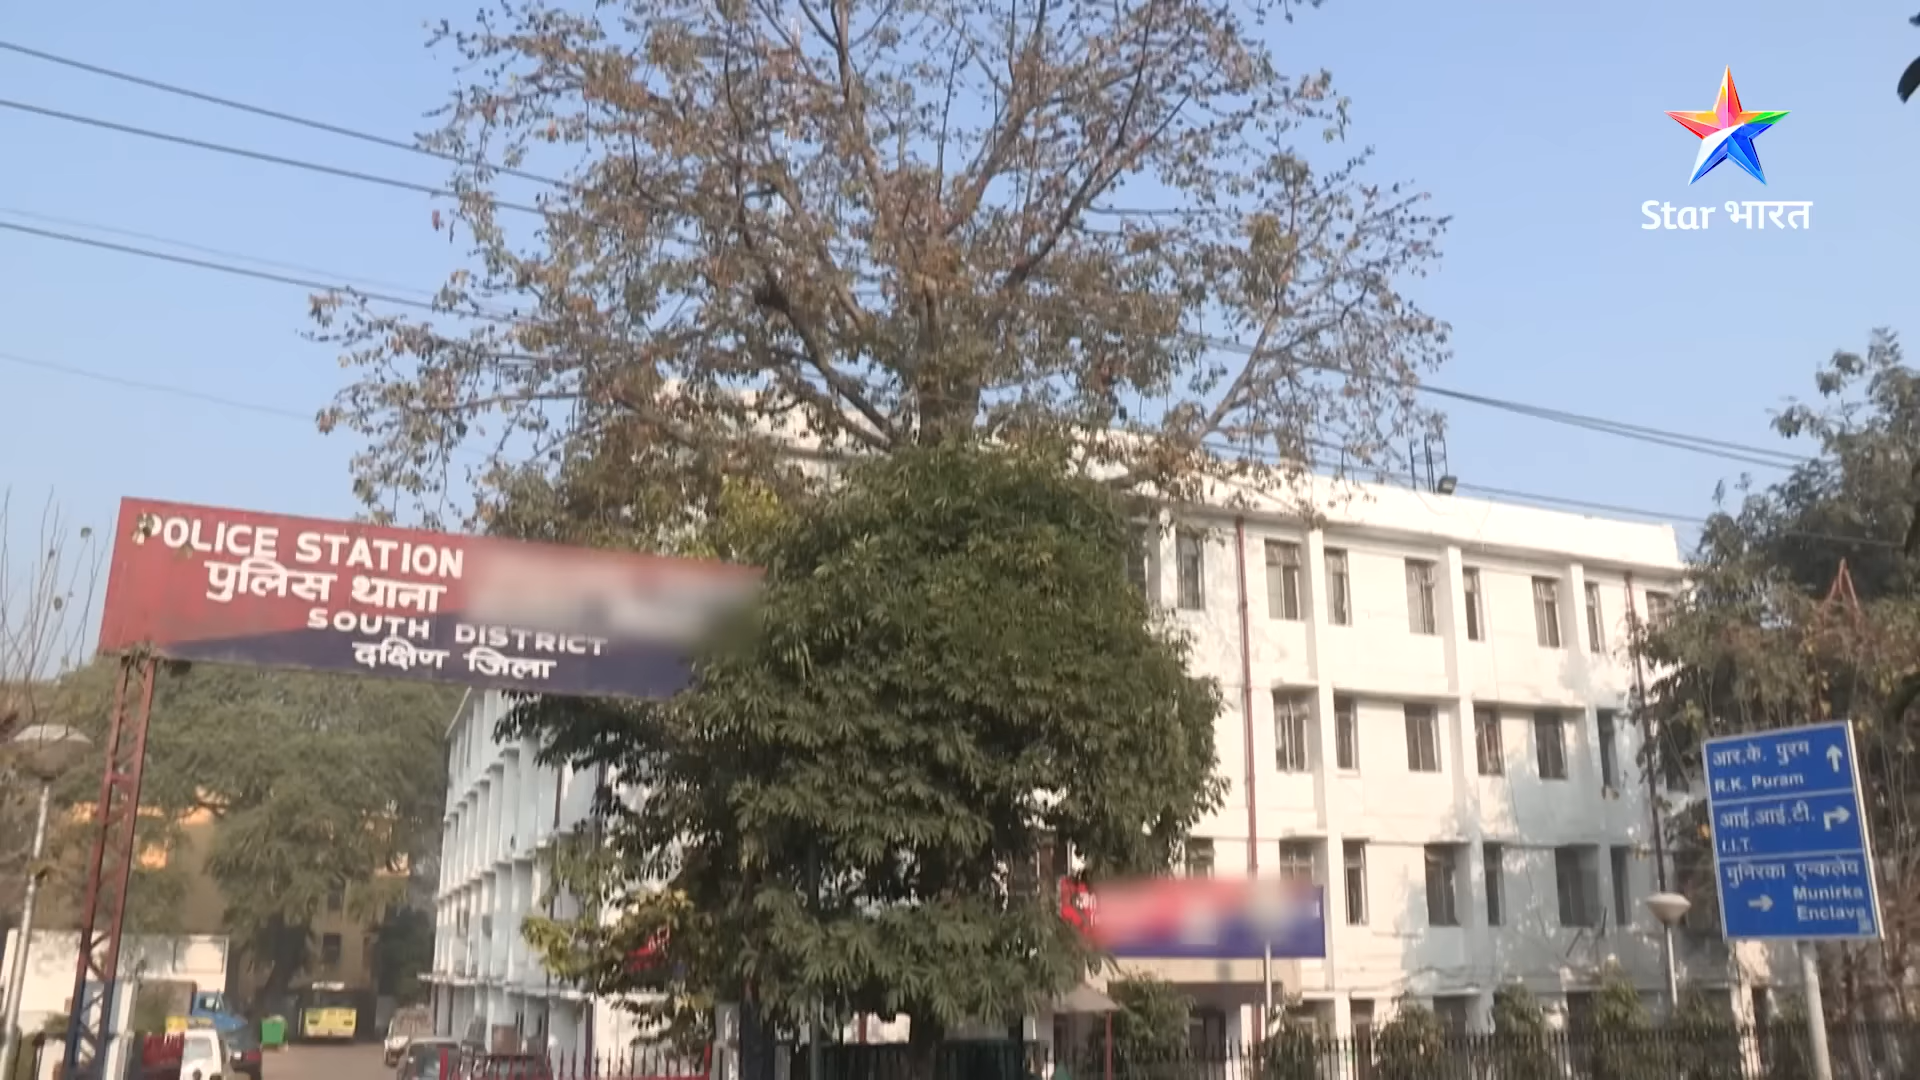 Star भारत
POLICE STATION
पुलिस थाना
SOUTH DISTRICT
दक्षिण जिला
आर.के. पुरम
R.K. Puram
आई.आई.टी.
I.I.T.
मुनिरका एन्कलेव
Munirka
Enclave